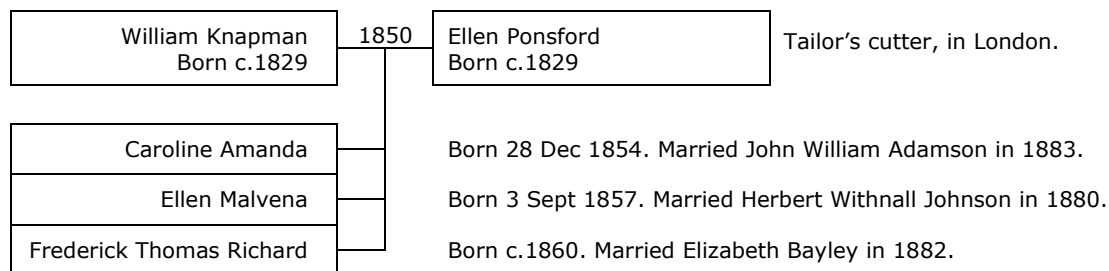 William Knapman
Born c.1829
1850
Ellen Ponsford
Born c.1829
Tailor’s cutter, in London.
Caroline Amanda
Born 28 Dec 1854. Married John William Adamson in 1883.
Ellen Malvena
Born 3 Sept 1857. Married Herbert Withnall Johnson in 1880.
Frederick Thomas Richard
Born c.1860. Married Elizabeth Bayley in 1882.